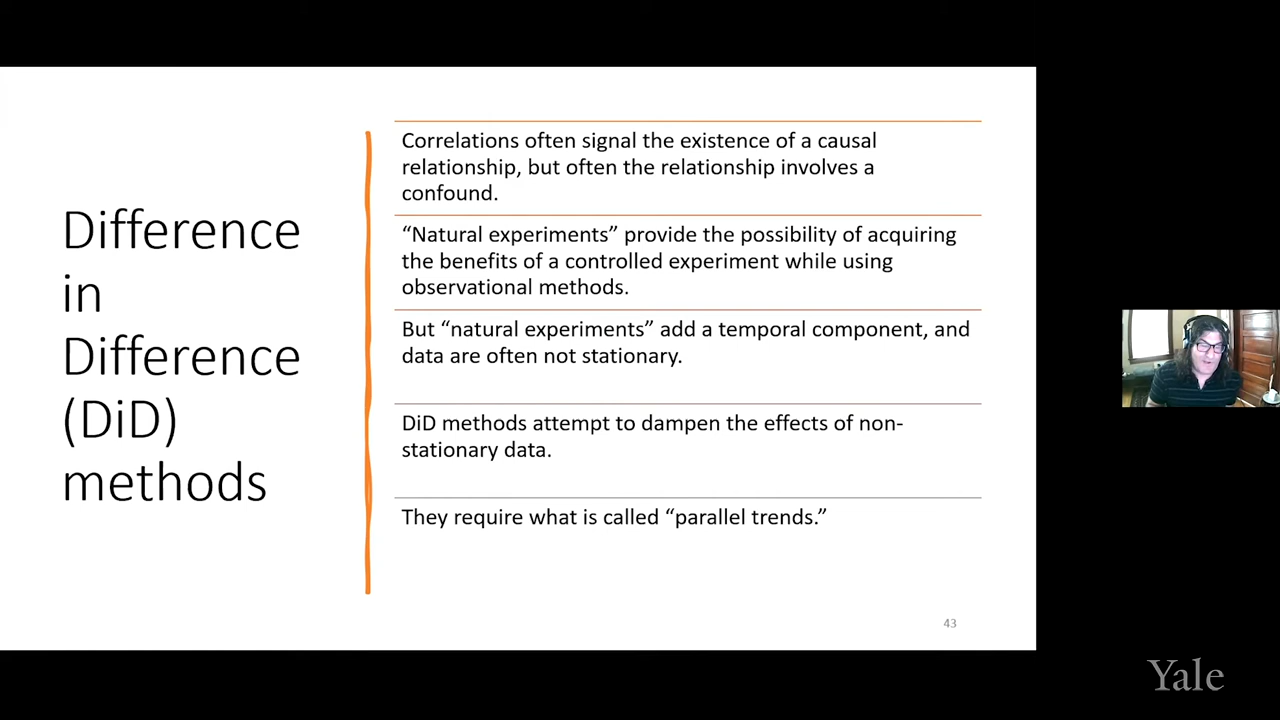 Difference
in
Difference
(DiD)
methods
Correlations often signal the existence of a causal
relationship, but often the relationship involves a
confound.
“Natural experiments” provide the possibility of acquiring
the benefits of a controlled experiment while using
observational methods.
But “natural experiments” add a temporal component, and
data are often not stationary.
DiD methods attempt to dampen the effects of non-
stationary data.
They require what is called “parallel trends.”
43
Yale